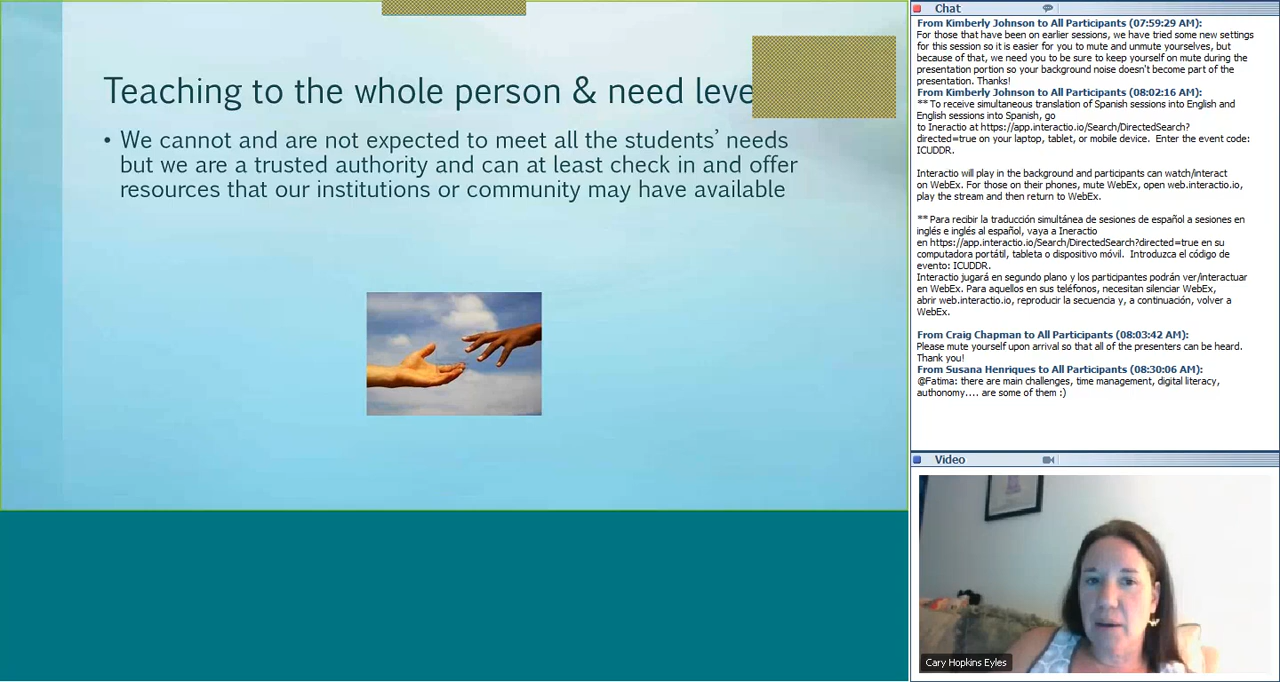 Teaching to the whole person & need leve
• We cannot and are not expected to meet all the students’ needs
but we are a trusted authority and can at least check in and offer
resources that our institutions or community may have available
Chat
From Kimberly Johnson to All Participants (07:59:29 AM):
For those that have been on earlier sessions, we have tried some new settings
for this session so it is easier for you to mute and unmute yourselves, but
because of that, we need you to be sure to keep yourself on mute during the
presentation portion so your background noise doesn't become part of the
presentation. Thanks!
From Kimberly Johnson to All Participants (08:02:16 AM):
** To receive simultaneous translation of Spanish sessions into English and
English sessions into Spanish, go
to Ineractio at https://app.interactio.io/Search/DirectedSearch?
directed=true on your laptop, tablet, or mobile device.  Enter the event code:
ICUDDR.
Interactio will play in the background and participants can watch/interact
on WebEx. For those on their phones, mute WebEx, open web.interactio.io,
play the stream and then return to WebEx.
** Para recibir la traducción simultánea de sesiones de español a sesiones en
inglés e inglés al español, vaya a Ineractio
en https://app.interactio.io/Search/DirectedSearch?directed=true en su
computadora portátil, tableta o dispositivo móvil.  Introduzca el código de
evento: ICUDDR.
Interactio jugará en segundo plano y los participantes podrán ver/interactuar
en WebEx. Para aquellos en sus teléfonos, necesitan silenciar WebEx,
abrir web.interactio.io, reproducir la secuencia y, a continuación, volver a
WebEx.
From Craig Chapman to All Participants (08:03:42 AM):
Please mute yourself upon arrival so that all of the presenters can be heard.
Thank you!
From Susana Henriques to All Participants (08:30:06 AM):
@Fatima: there are main challenges, time management, digital literacy,
authonomy.... are some of them :)
Video
Cary Hopkins Eyles